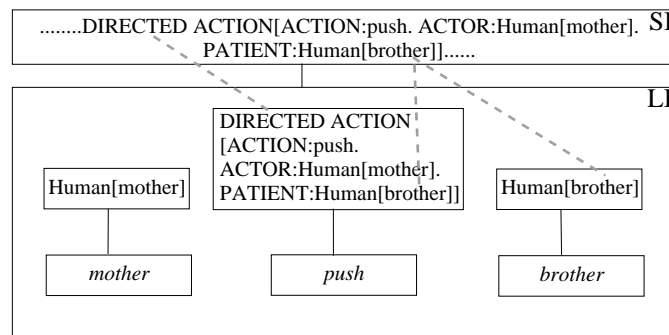 ........DIRECTED ACTION[ACTION:push. ACTOR:Human[mother].
PATIENT:Human[brother]]......
DIRECTED ACTION
[ACTION:push.
ACTOR:Human[mother].
PATIENT:Human[brother]]
Human[mother]
Human[brother]
mother
push
brother